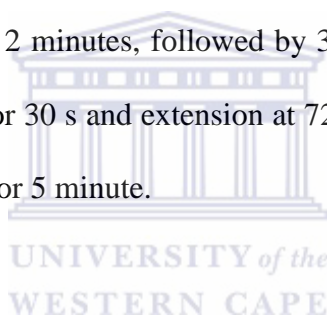 2 minutes, followed by 3
or 30 s and extension at 72
or 5 minute.
UNIVERSITY of the
WESTERN CAPE